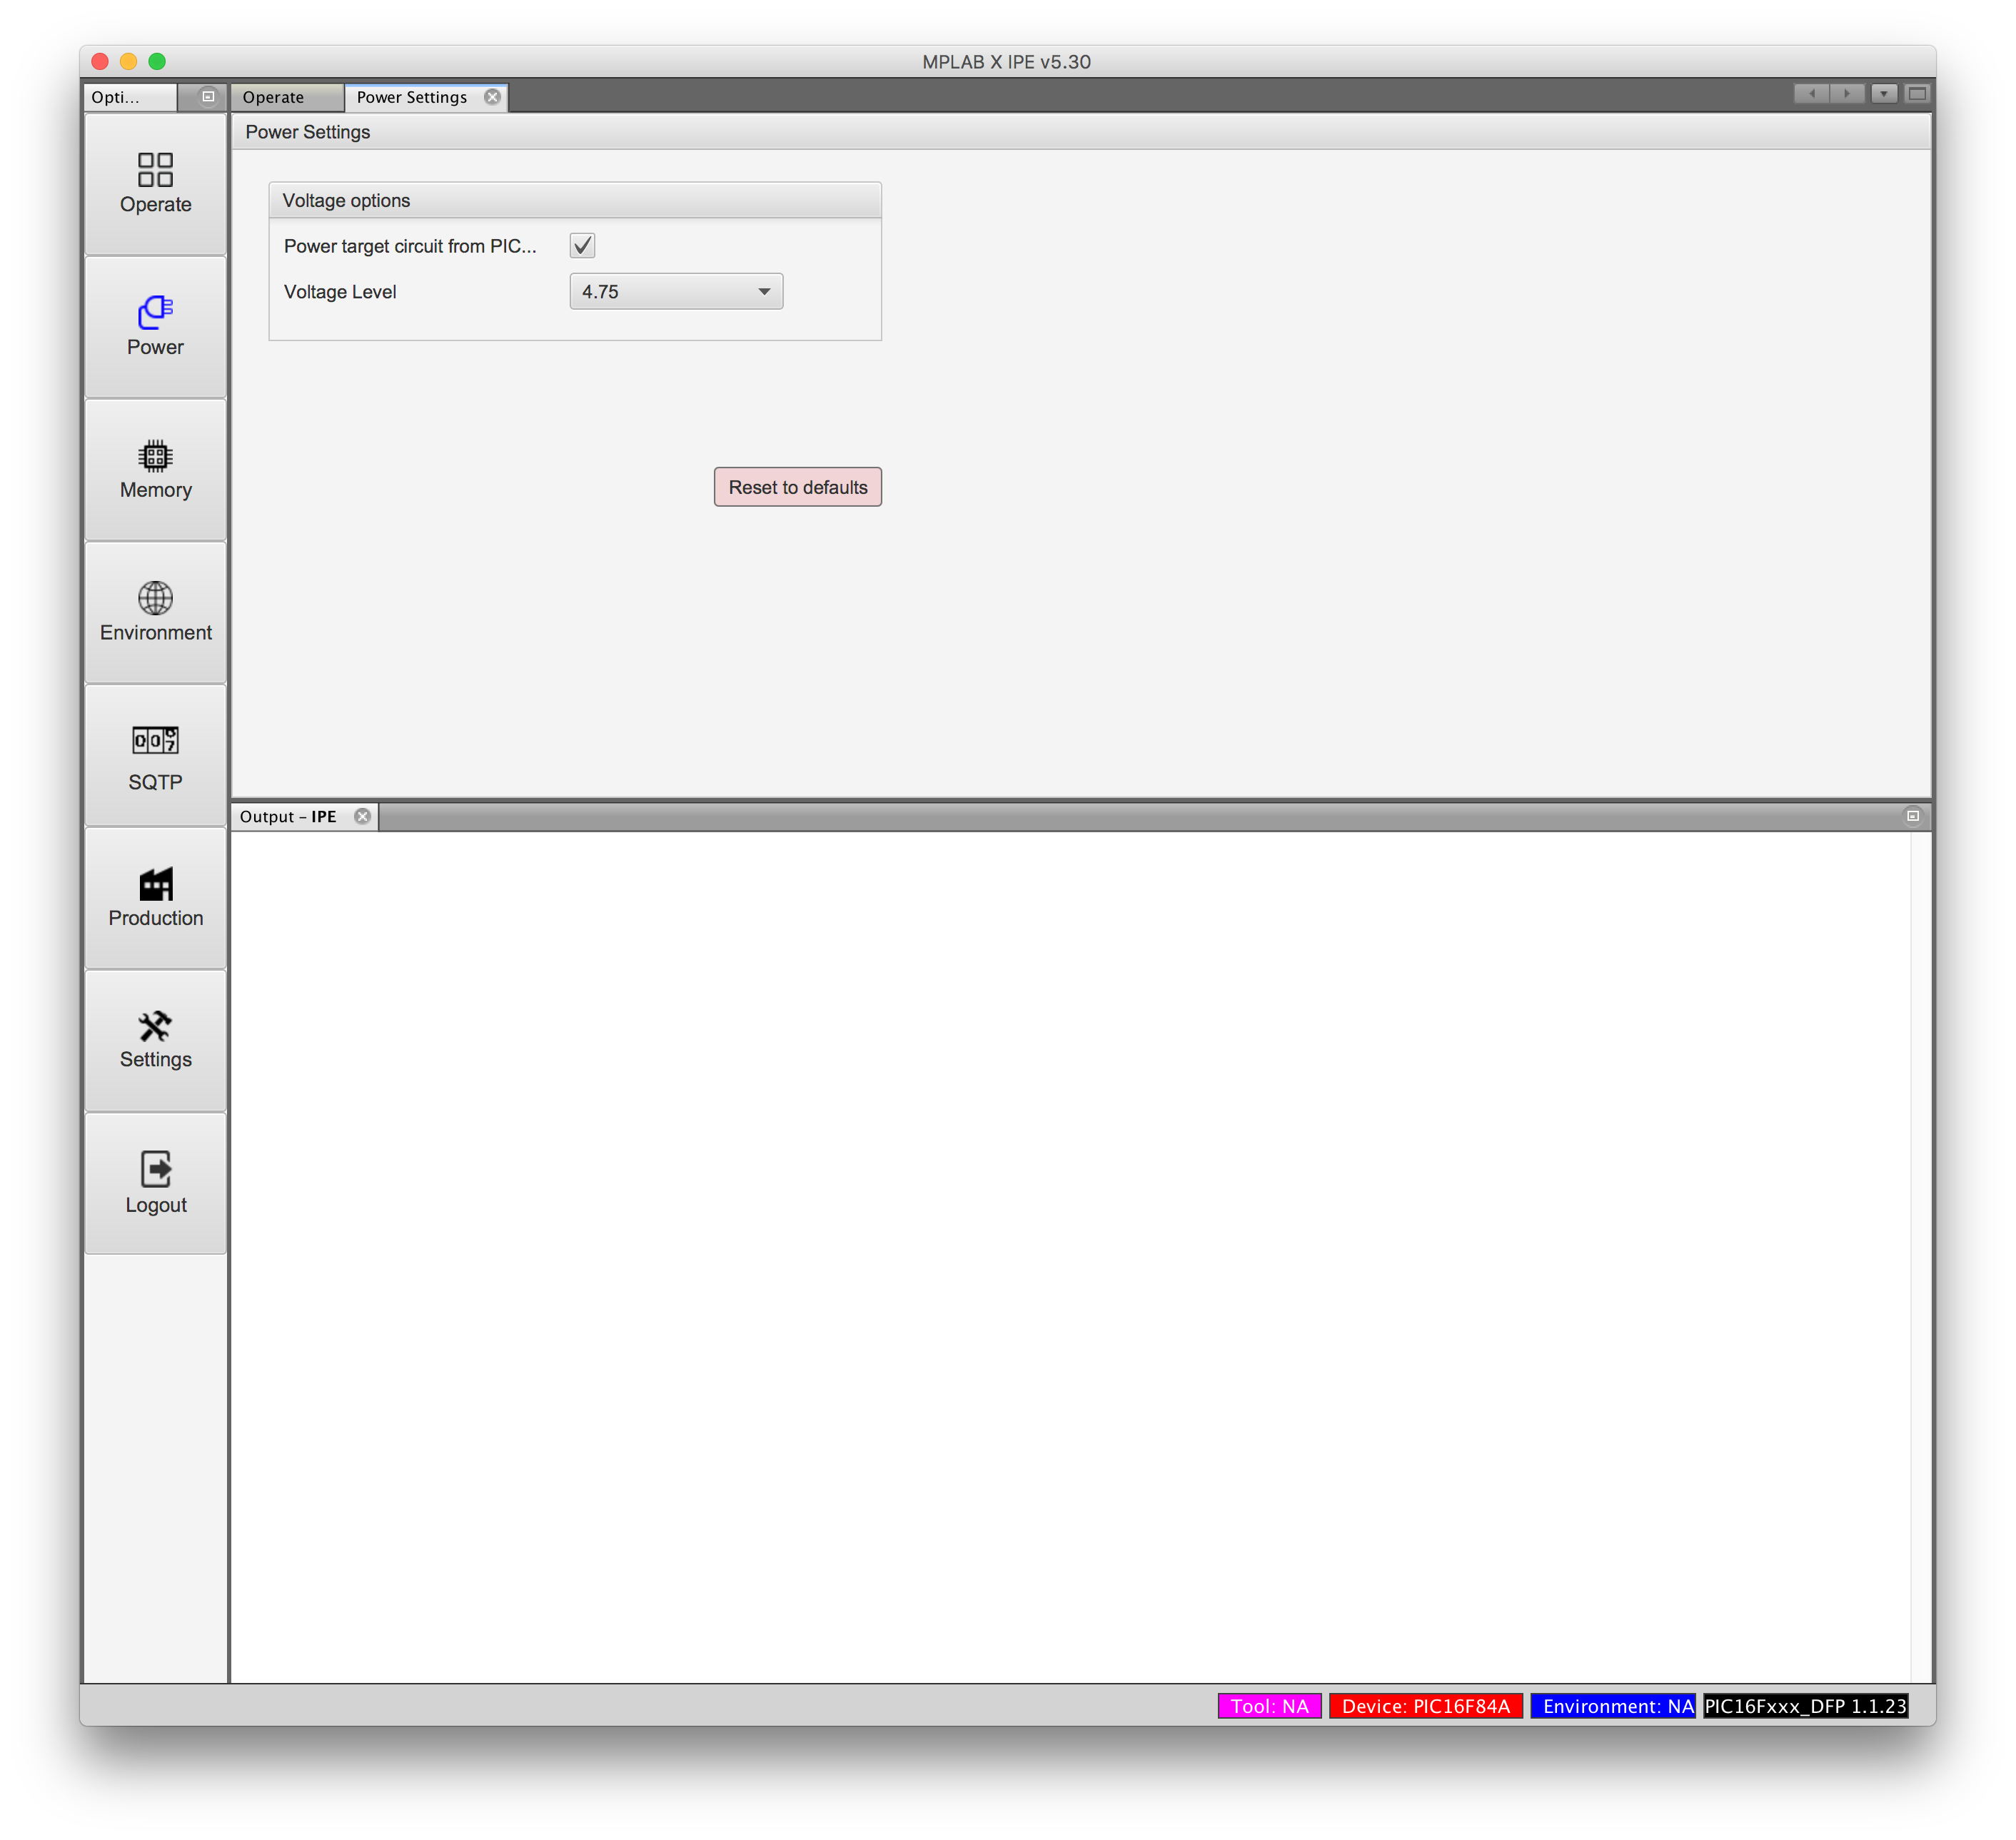 MPLAB X IPE v5.30
Opti...
Operate
Power Settings
Power Settings
Operate
Power
Memory
Environment
SQTP
Production
Settings
Logout
Voltage options
Power target circuit from PIC...
Voltage Level
4.75
Reset to defaults
Output – IPE
Tool: NA
Device: PIC16F84A
Environment: NA
PIC16Fxxx_DFP 1.1.23